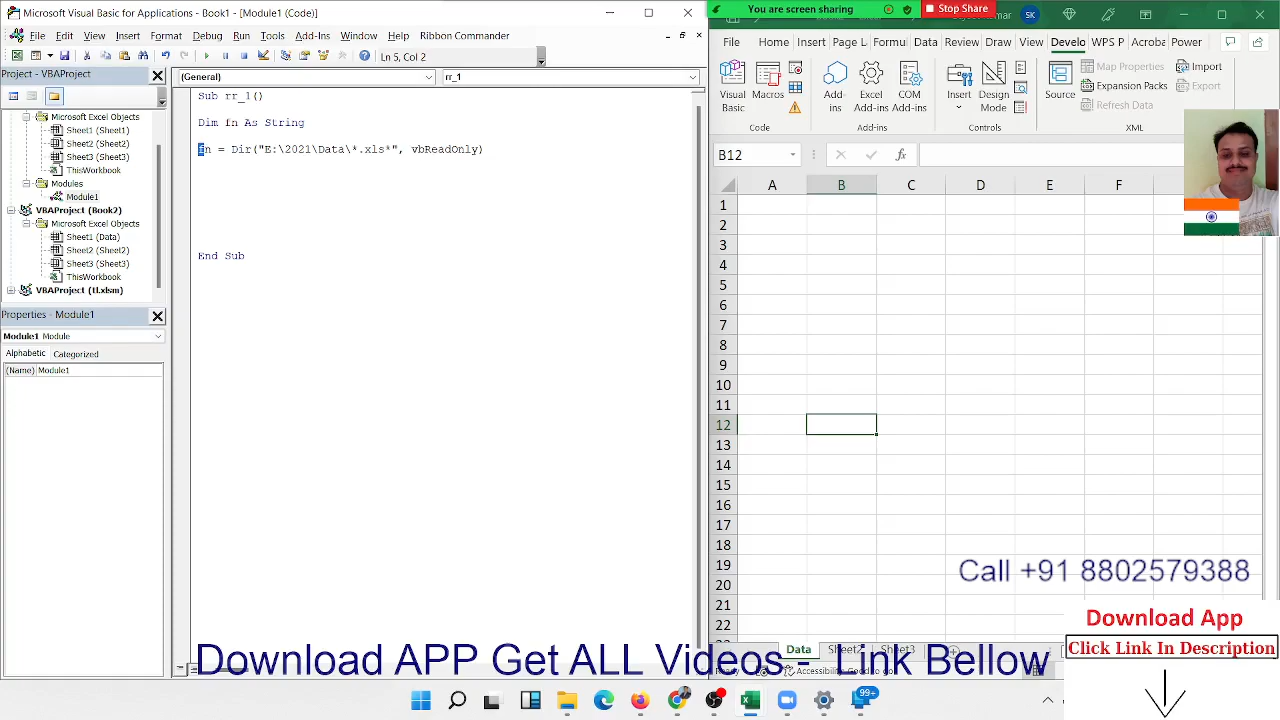 Microsoft Visual Basic for Applications - Book1 - [Module1 (Code)]
You are screen sharing
Stop Share
SK
File Edit View Insert Format Debug Run Tools Add-Ins Window Help Ribbon Commander
File Home Insert Page L Formul Data Review Draw View Develo WPS P Acroba Power
Ln 5, Col 2
Project - VBAProject
(General)
rr_1
Visual Basic
Macros
Add-ins
Excel Add-ins
COM Add-ins
Insert
Design Mode
Source
Map Properties
Expansion Packs
Refresh Data
Import
Export
Code
Add-ins
Controls
XML
Microsoft Excel Objects
Sheet1 (Sheet1)
Sheet2 (Sheet2)
Sheet3 (Sheet3)
ThisWorkbook
Modules
Module1
VBAProject (Book2)
Microsoft Excel Objects
Sheet1 (Data)
Sheet2 (Sheet2)
Sheet3 (Sheet3)
ThisWorkbook
VBAProject (tl.xlsm)
Sub rr_1()
Dim fn As String
fn = Dir("E:\2021\Data\*.xls*", vbReadOnly)
End Sub
Properties - Module1
Module1 Module
Alphabetic Categorized
(Name) Module1
B12
fx
A B C D E F
1
2
3
4
5
6
7
8
9
10
11
12
13
14
15
16
17
18
19
20
21
22
Call +91 8802579388
Download App
Click Link In Description
Data Sheet2 Sheet3
Download APP Get ALL Videos - Link Bellow
99+